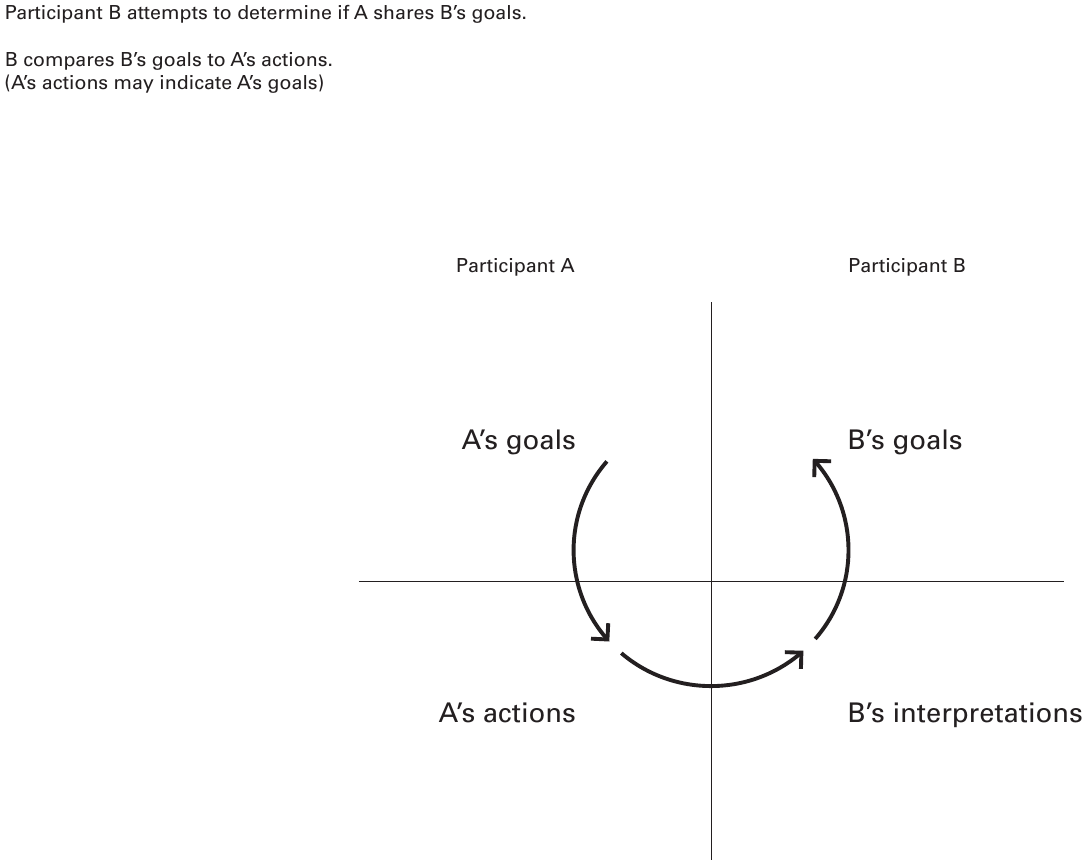 Participant B attempts to determine if A shares B’s goals.
B compares B’s goals to A’s actions.
(A’s actions may indicate A’s goals)
Participant A
Participant B
A’s goals
B’s goals
A’s actions
B’s interpretations